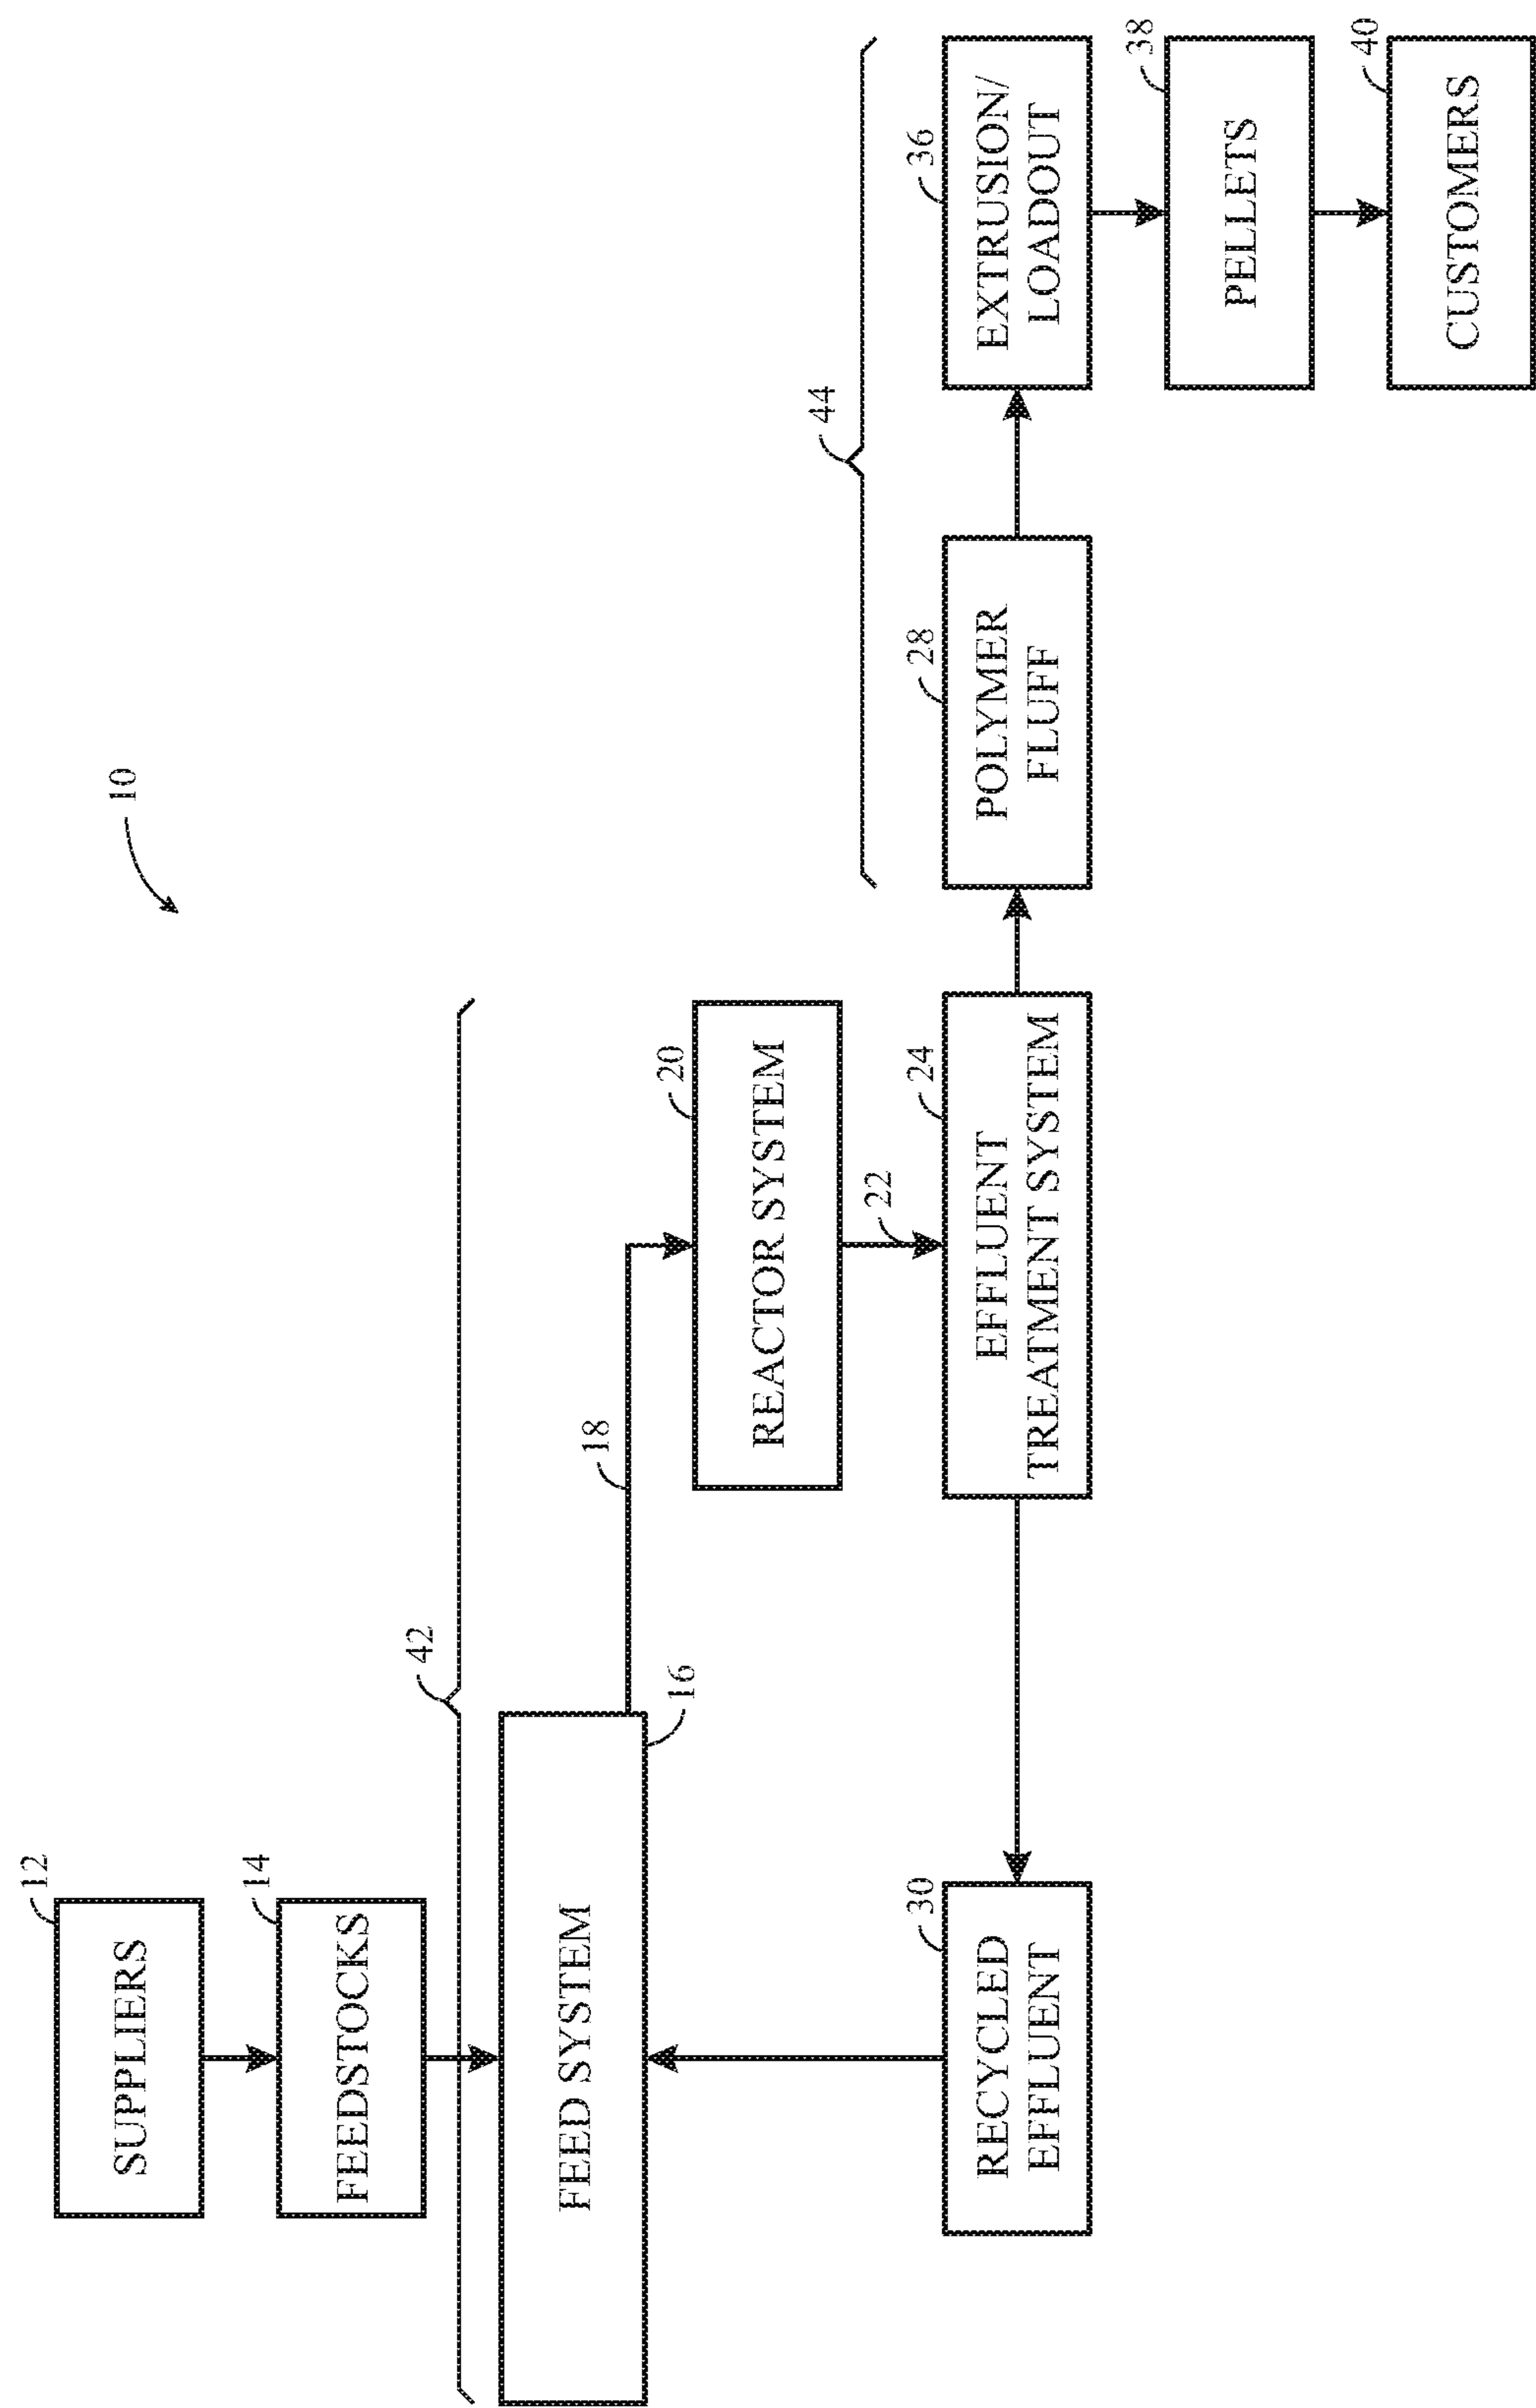 10
12
SUPPLIERS
14
FEEDSTOCKS
42
FEED SYSTEM
16
18
20
REACTOR SYSTEM
22
24
EFFLUENT
TREATMENT SYSTEM
30
RECYCLED
EFFLUENT
44
28
POLYMER
FLUFF
36
EXTRUSION/
LOADOUT
38
PELLETS
40
CUSTOMERS